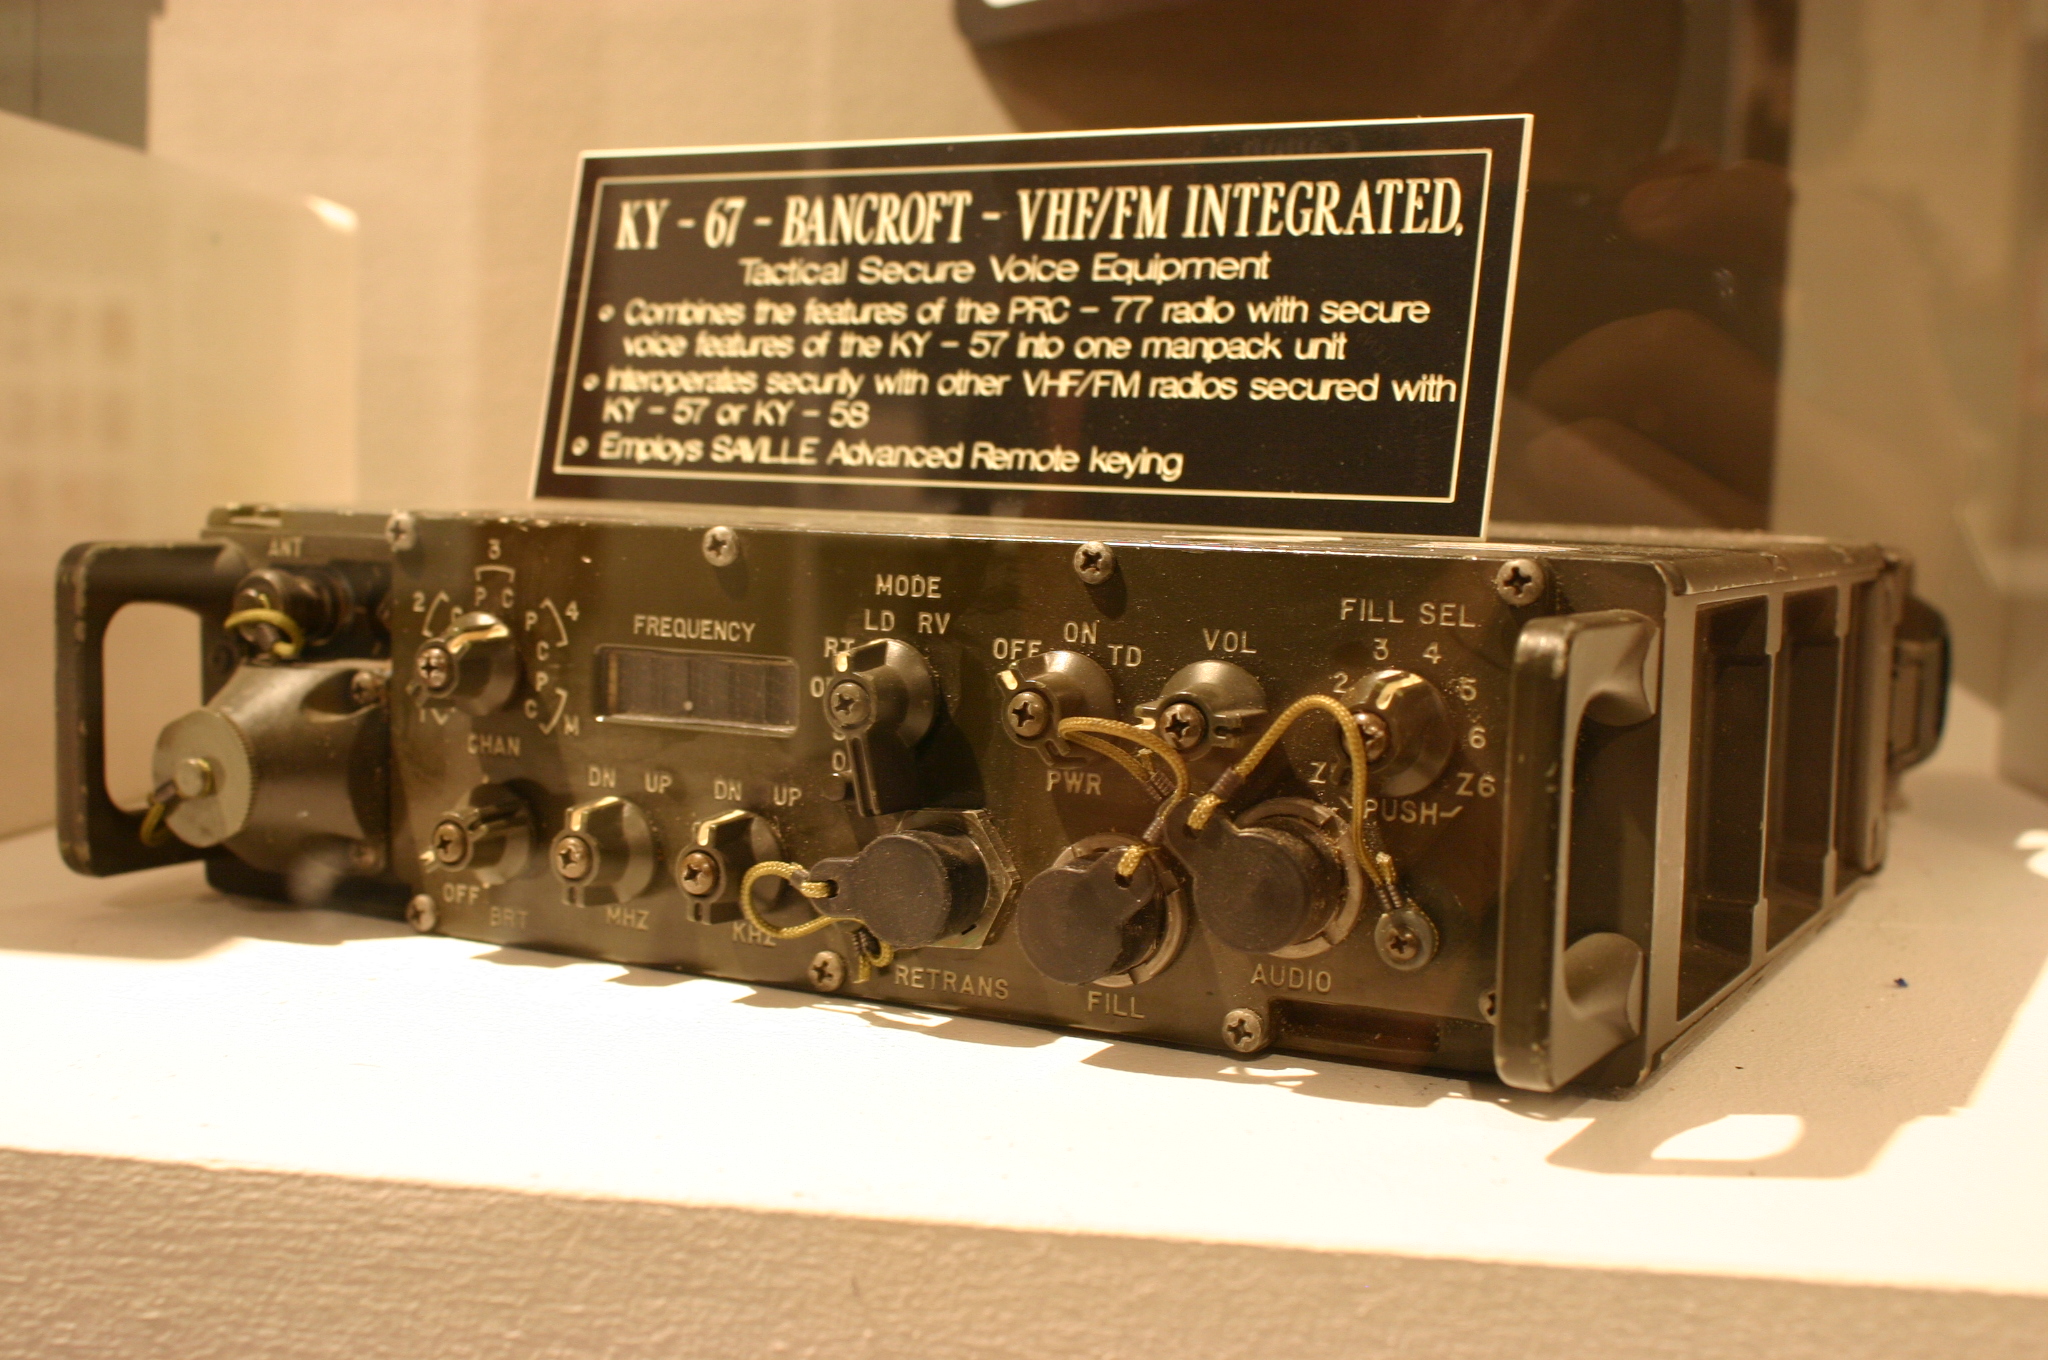 KY - 67 - BANCROFT - VHF/FM INTEGRATED.
Tactical Secure Voice Equipment
• Combines the features of the PRC - 77 radio with secure
voice features of the KY - 57 into one manpack unit
• Interoperates securily with other VHF/FM radios secured with
KY - 57 or KY - 58
• Employs SAVILLE Advanced Remote keying
ANT
2 3 4
C P C P
C
P
C
1 M
CHAN
FREQUENCY
MODE
LD RV
RT
OFF ON TD
PWR
VOL
FILL SEL.
2 3 4 5
6
Z6
PUSH
OFF BRT
DN UP
MHZ
DN UP
KHZ
RETRANS
FILL
AUDIO